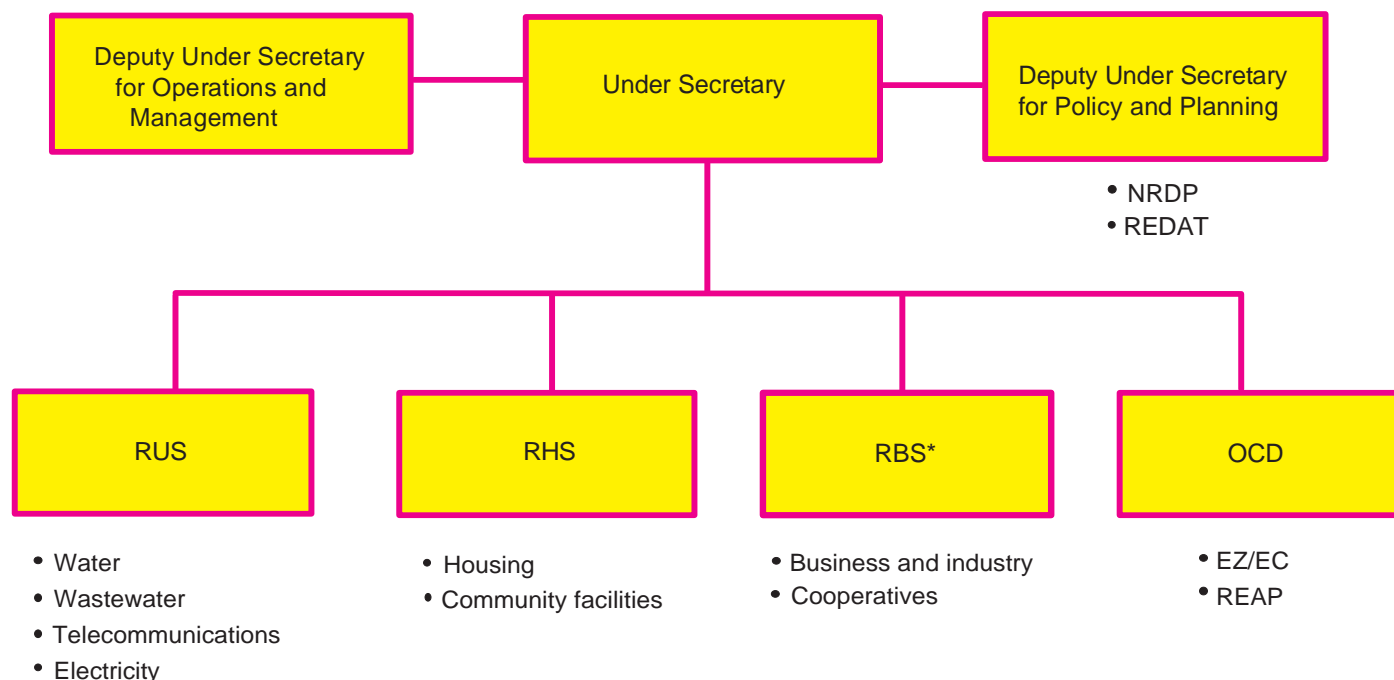 Deputy Under Secretary
for Operations and
Management
Under Secretary
Deputy Under Secretary
for Policy and Planning
• NRDP
• REDAT
RUS
RHS
RBS*
OCD
• Water
• Wastewater
• Telecommunications
• Electricity
• Housing
• Community facilities
• Business and industry
• Cooperatives
• EZ/EC
• REAP